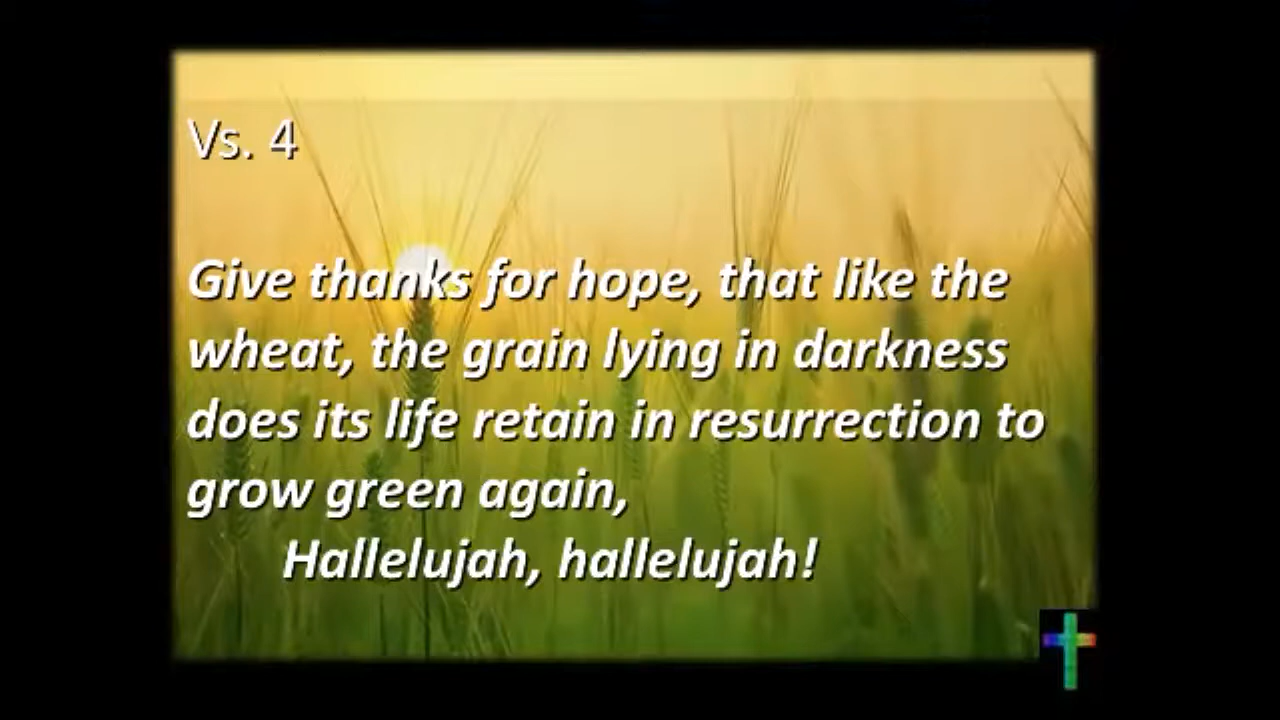 Vs. 4
Give thanks for hope, that like the
wheat, the grain lying in darkness
does its life retain in resurrection to
grow green again,
Hallelujah, hallelujah!